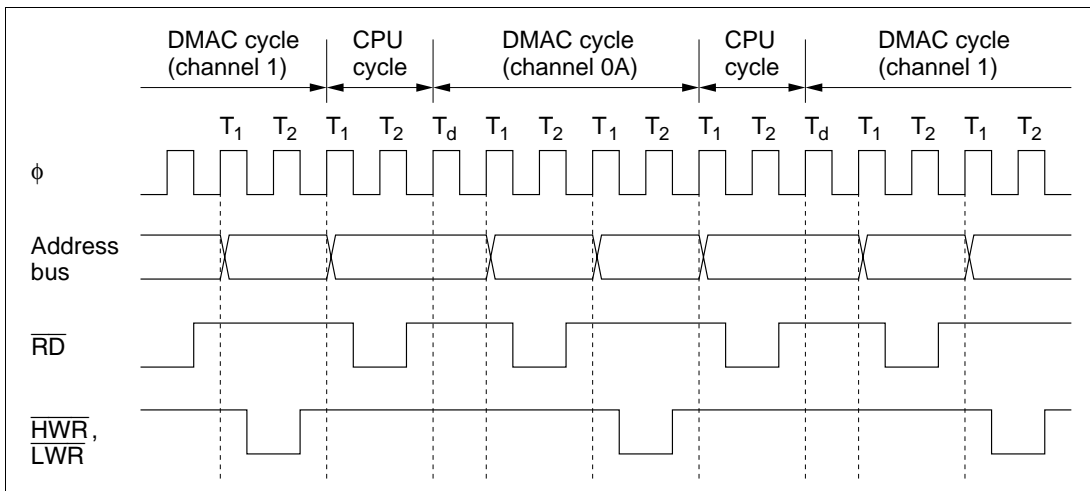 DMAC cycle
(channel 1)
CPU
cycle
DMAC cycle
(channel 0A)
CPU
cycle
DMAC cycle
(channel 1)
T1 T2 T1 T2 Td T1 T2 T1 T2 T1 T2 Td T1 T2 T1 T2
φ
Address
bus
RD
HWR,
LWR